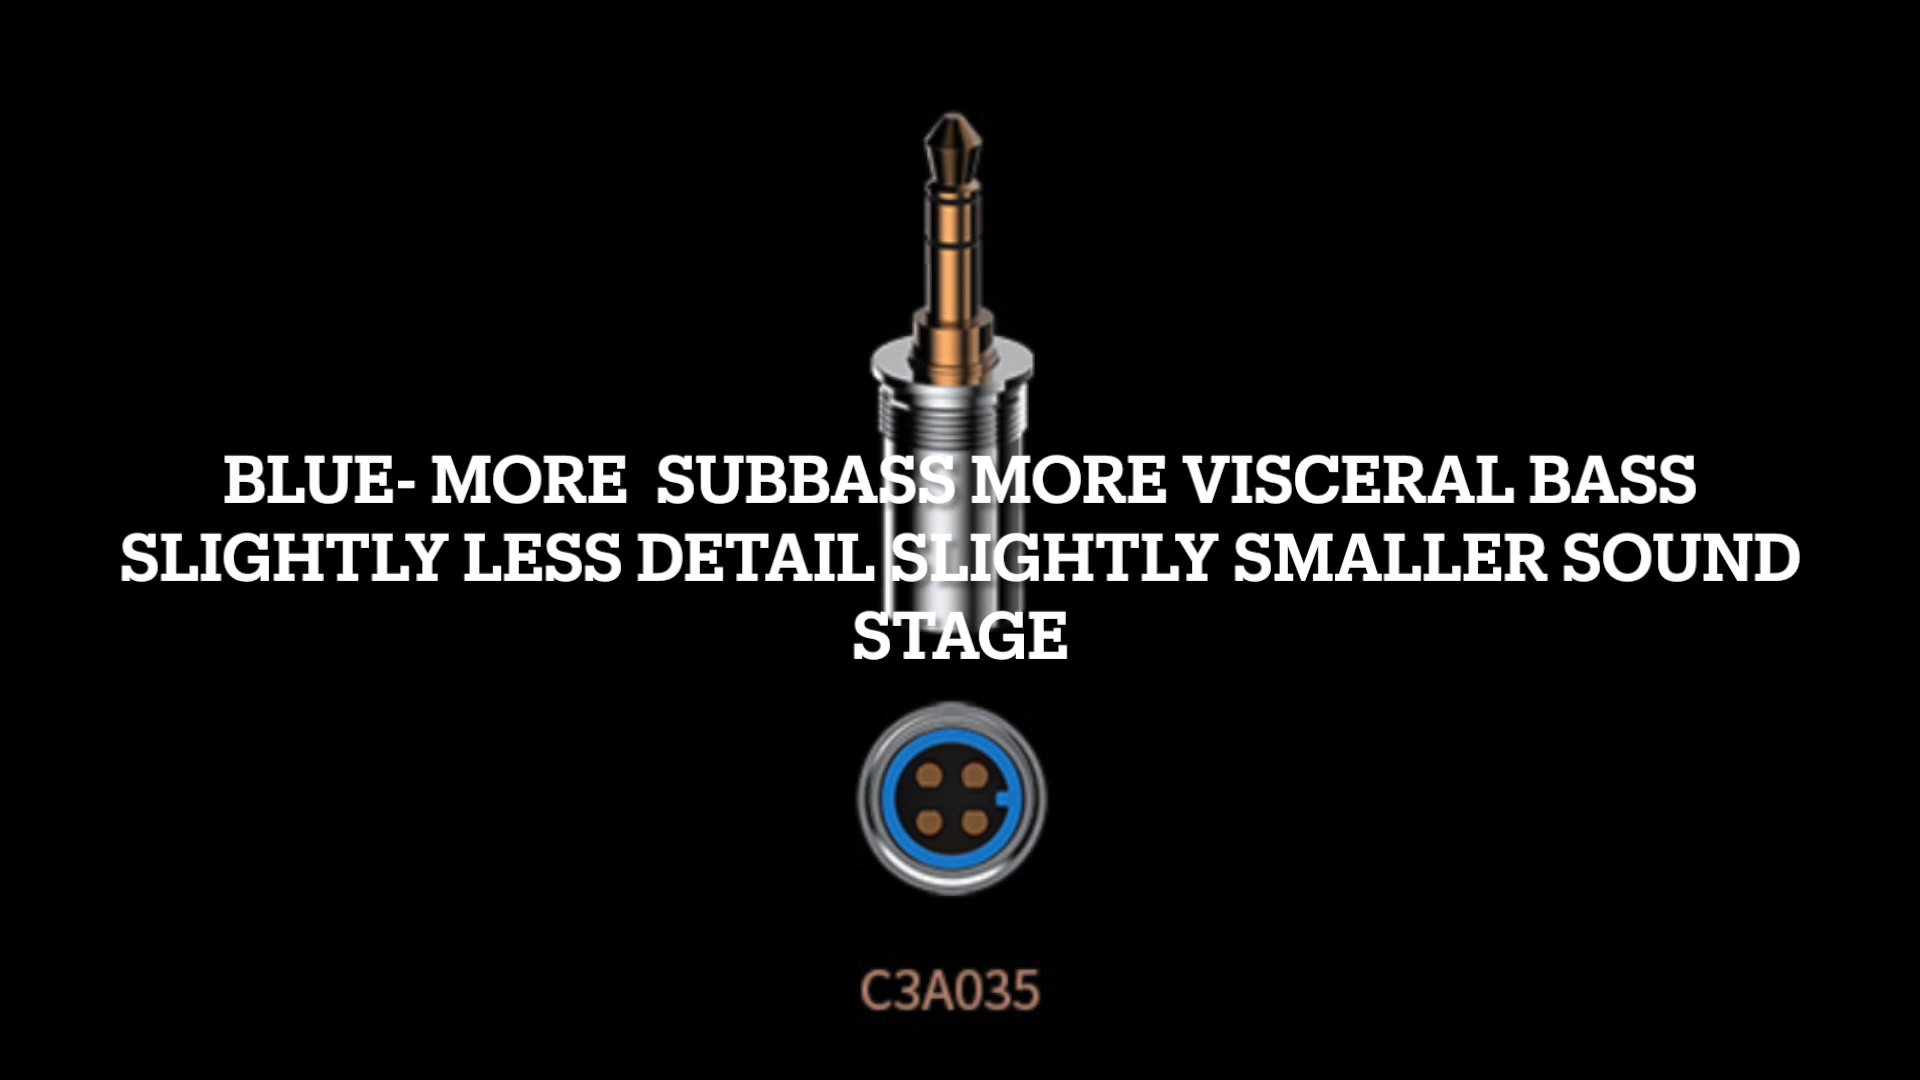 BLUE- MORE  SUBBASS MORE VISCERAL BASS
SLIGHTLY LESS DETAIL SLIGHTLY SMALLER SOUND
STAGE
C3A035